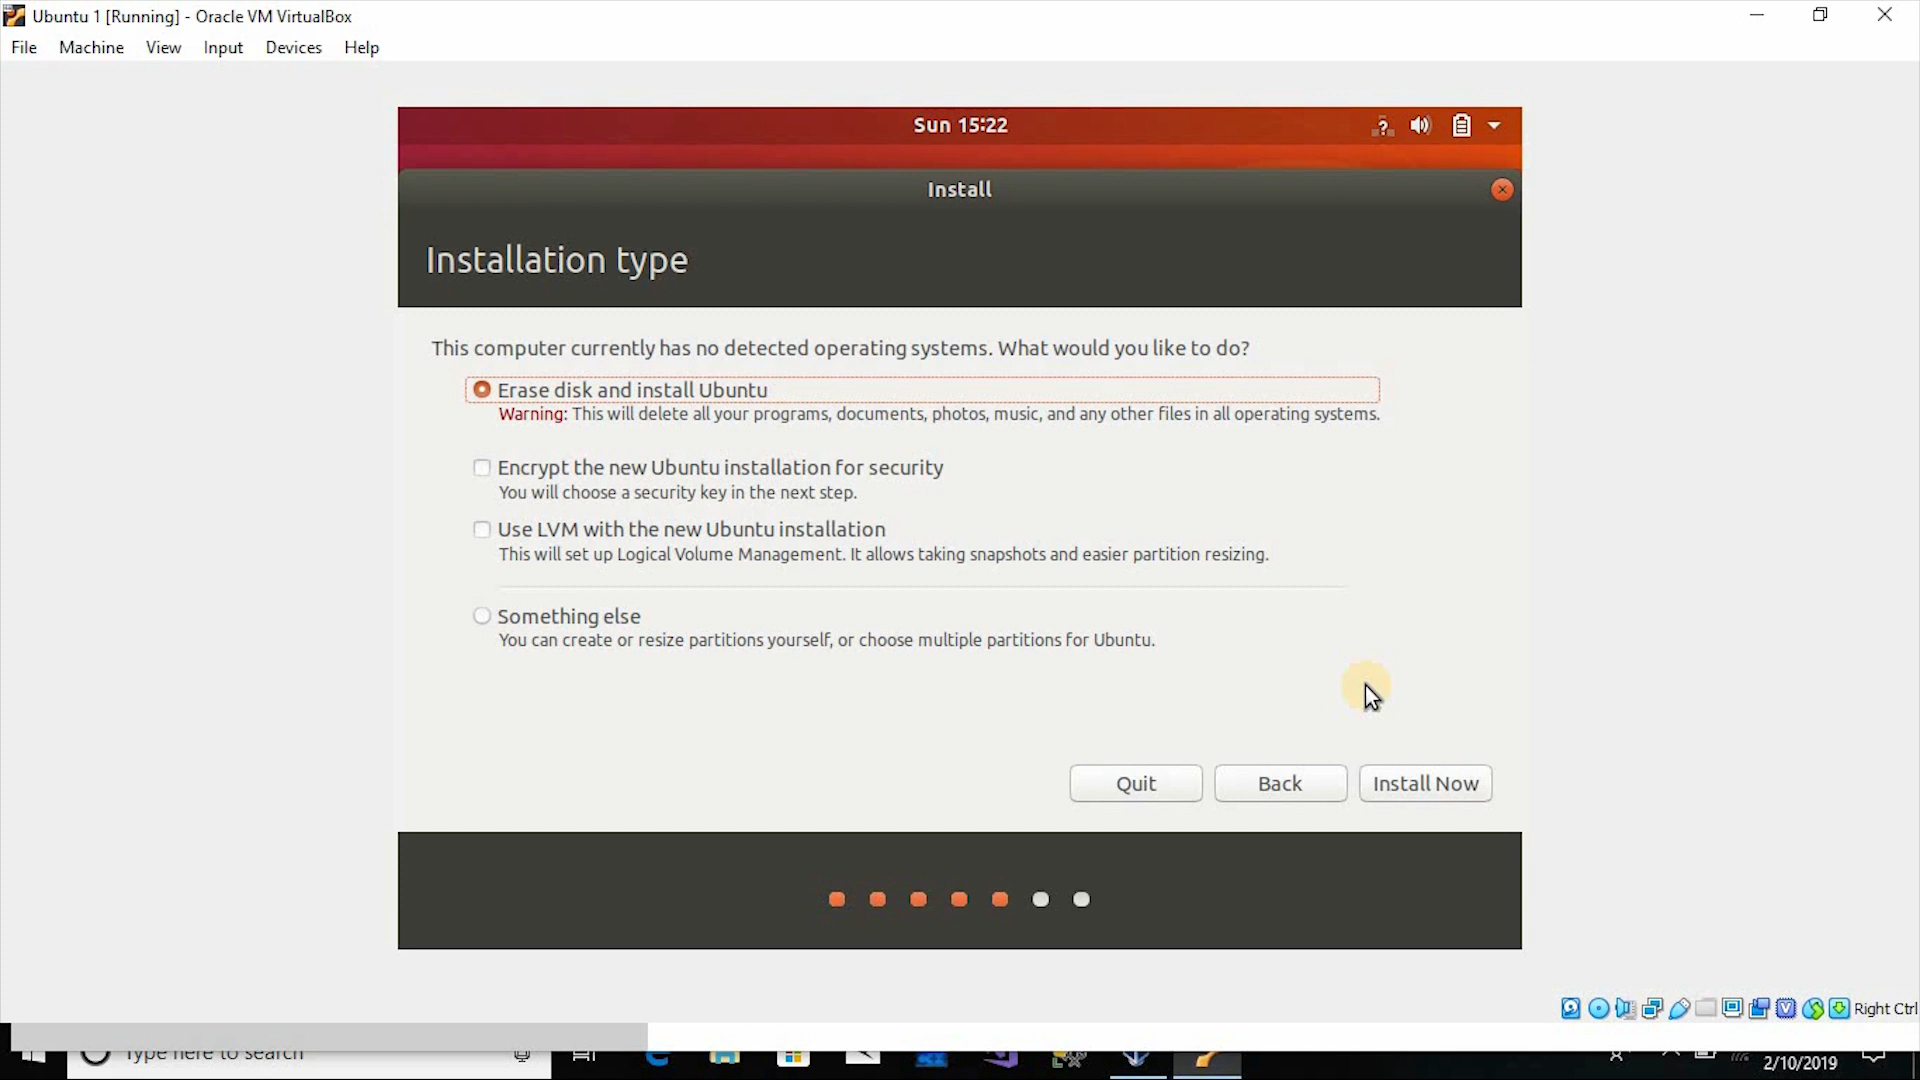 Ubuntu 1 [Running] - Oracle VM VirtualBox
File Machine View Input Devices Help
Sun 15:22
Install
Installation type
This computer currently has no detected operating systems. What would you like to do?
Erase disk and install Ubuntu
Warning: This will delete all your programs, documents, photos, music, and any other files in all operating systems.
Encrypt the new Ubuntu installation for security
You will choose a security key in the next step.
Use LVM with the new Ubuntu installation
This will set up Logical Volume Management. It allows taking snapshots and easier partition resizing.
Something else
You can create or resize partitions yourself, or choose multiple partitions for Ubuntu.
Quit Back Install Now
Right Ctrl
Type here to search
2/10/2019